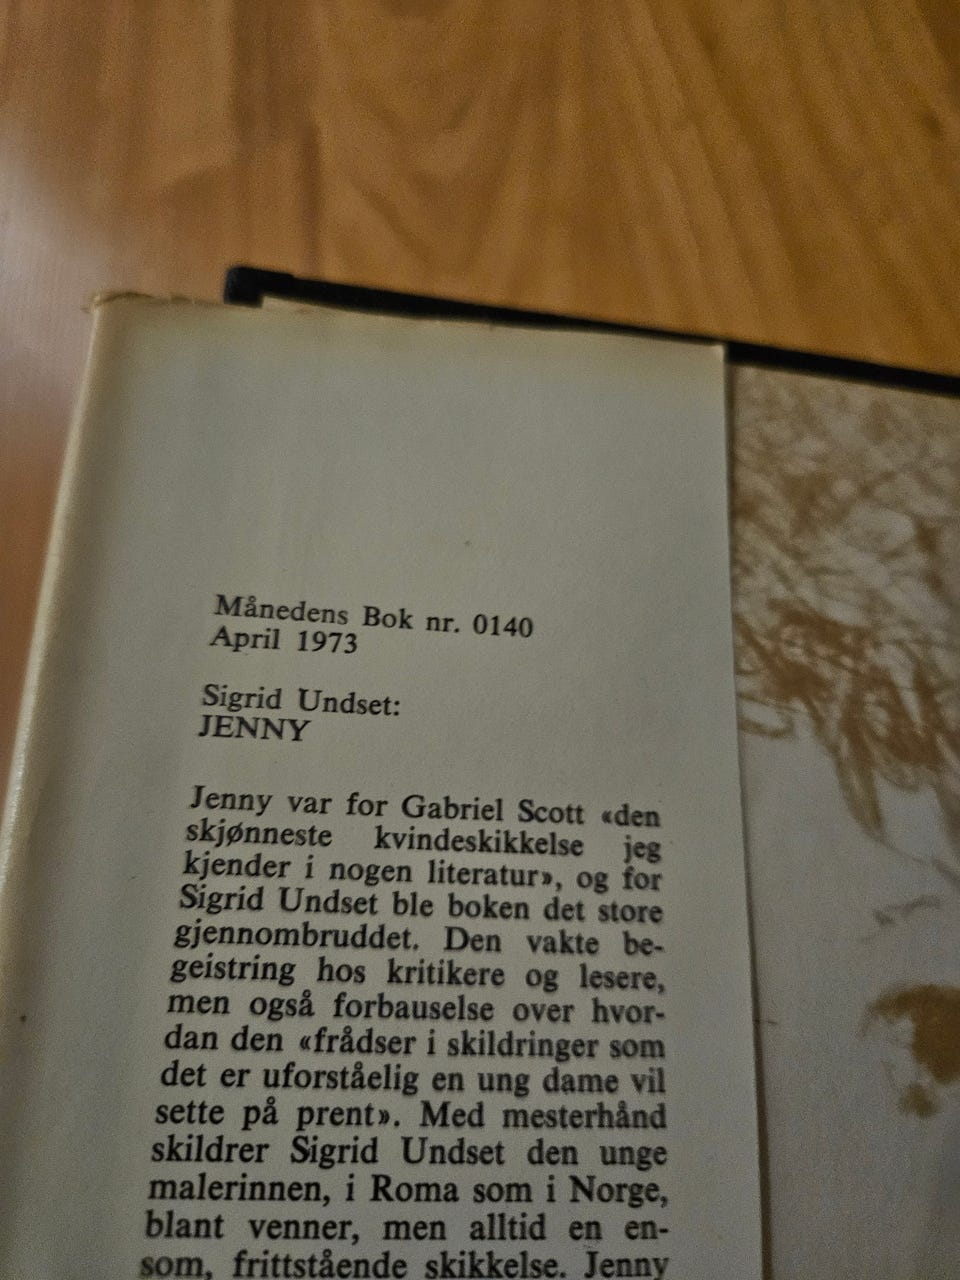 Månedens Bok nr. 0140
April 1973
Sigrid Undset:
JENNY
Jenny var for Gabriel Scott «den
skjønneste kvindeskikkelse jeg
kjender i nogen literatur», og for
Sigrid Undset ble boken det store
gjennombruddet. Den vakte be-
geistring hos kritikere og lesere,
men også forbauselse over hvor-
dan den «frådser i skildringer som
det er uforståelig en ung dame vil
sette på prent». Med mesterhånd
skildrer Sigrid Undset den unge
malerinnen, i Roma som i Norge,
blant venner, men alltid en en-
som, frittstående skikkelse. Jenny